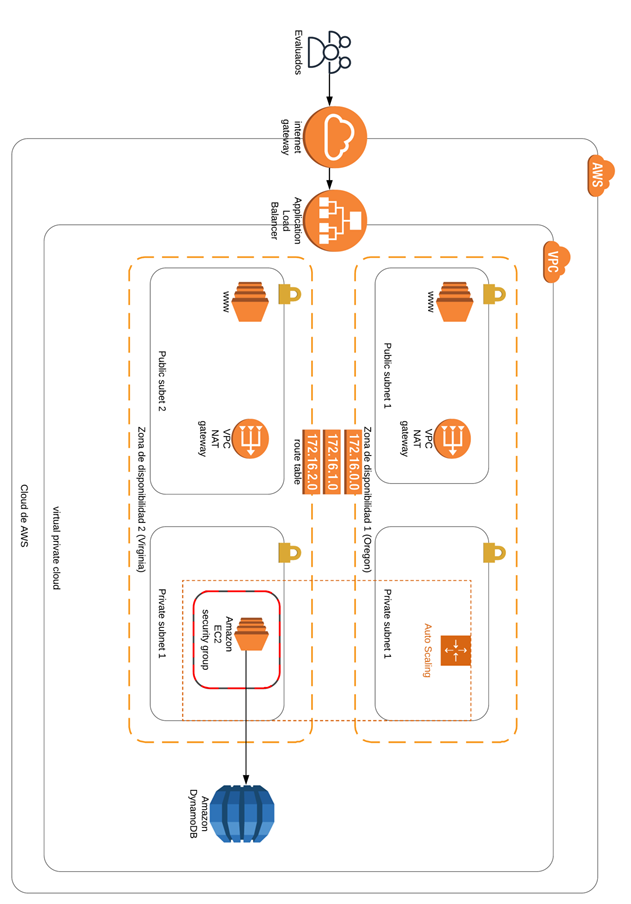 Evaluados
internet
gateway
Application
Load
Balancer
AWS
VPC
www
VPC
NAT
gateway
Public subnet 1
Zona de disponibilidad 1 (Oregon)
Auto Scaling
Private subnet 1
172.16.0.0
172.16.1.0
172.16.2.0
route table
www
VPC
NAT
gateway
Public subet 2
Zona de disponibilidad 2 (Virginia)
Amazon
EC2
security group
Private subnet 1
Amazon
DynamoDB
virtual private cloud
Cloud de AWS